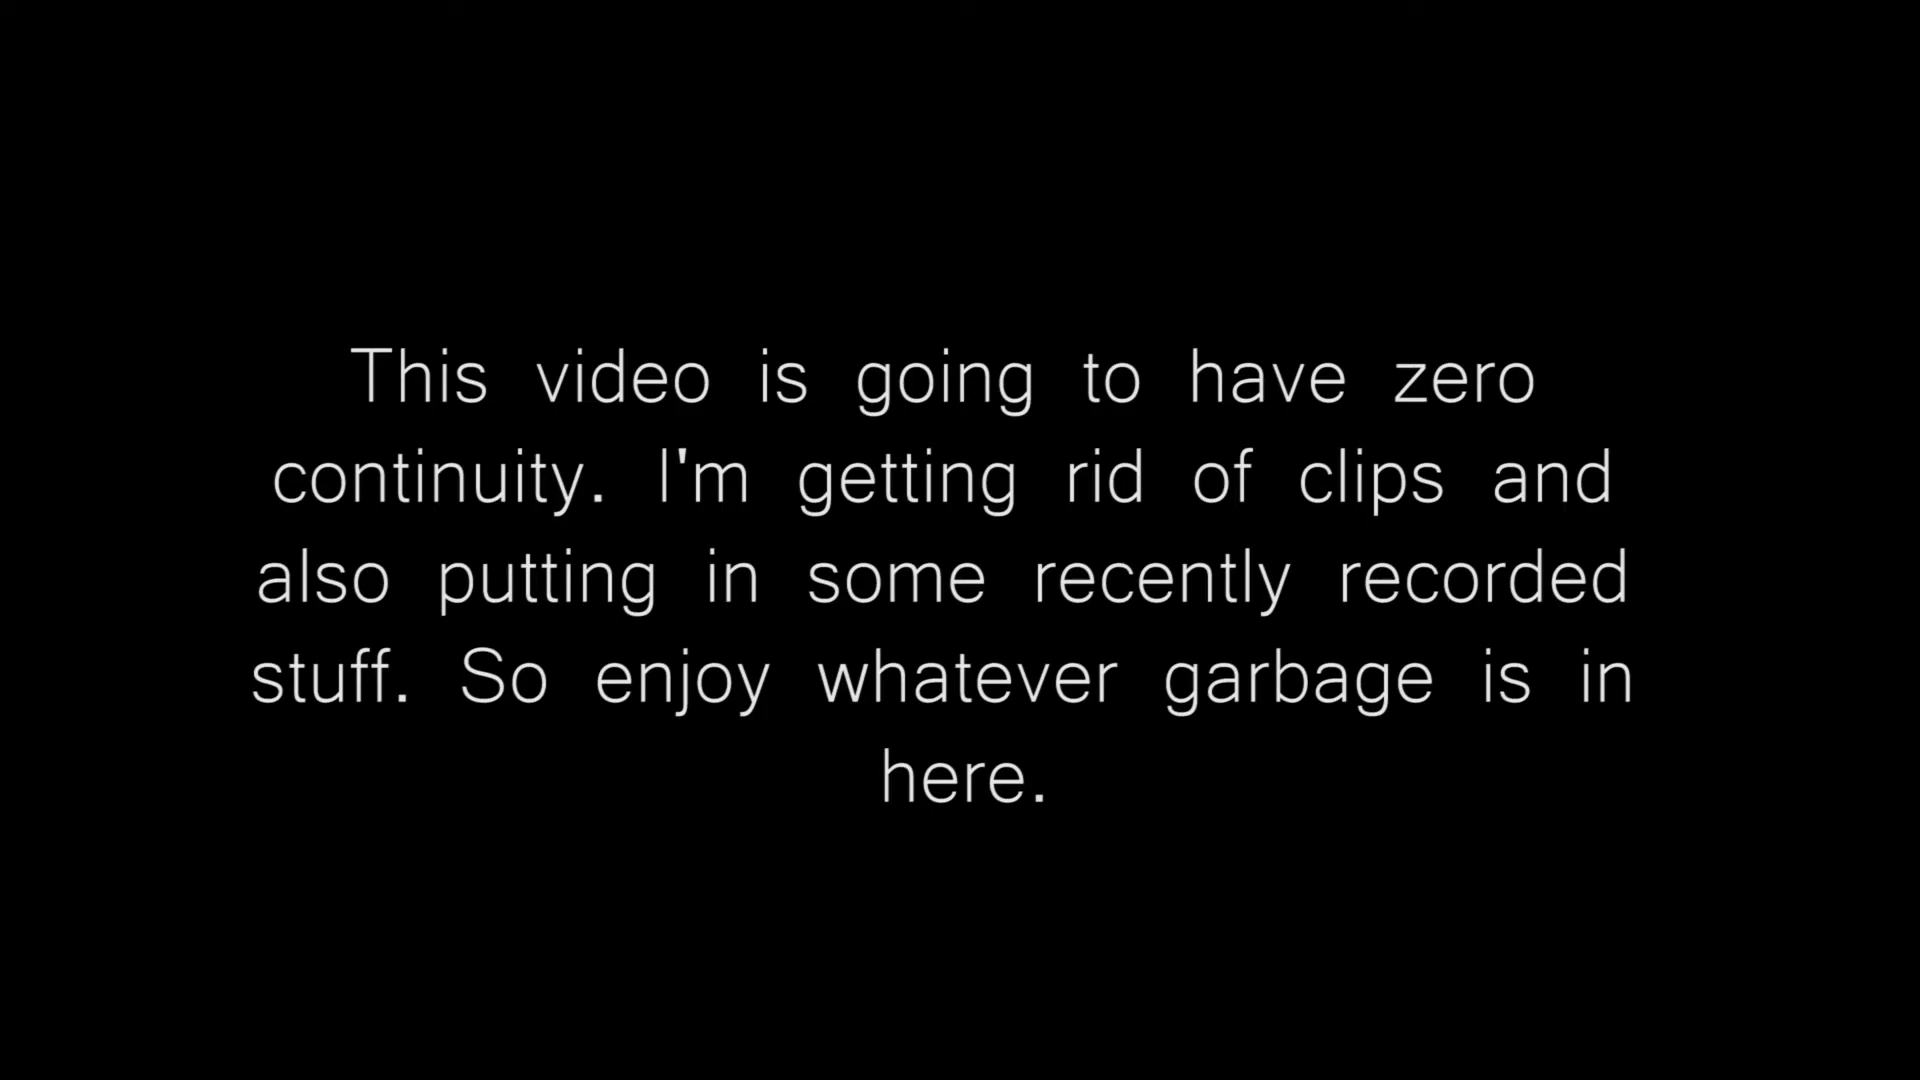 This video is going to have zero
continuity. I'm getting rid of clips and
also putting in some recently recorded
stuff. So enjoy whatever garbage is in
here.